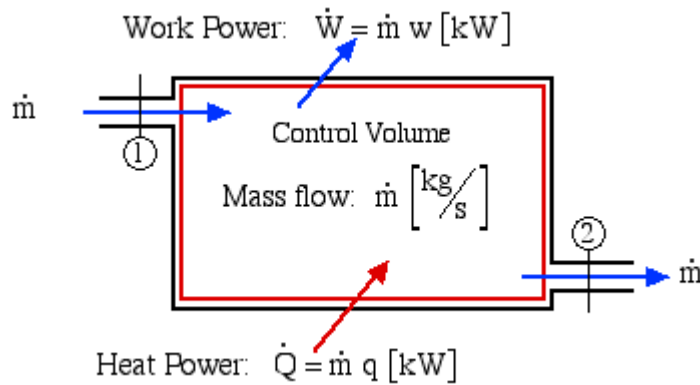 Work Power: Ẇ = ṁ w [kW]
ṁ
1
Control Volume
Mass flow: ṁ [kg/s]
2
ṁ
Heat Power: Q̇ = ṁ q [kW]